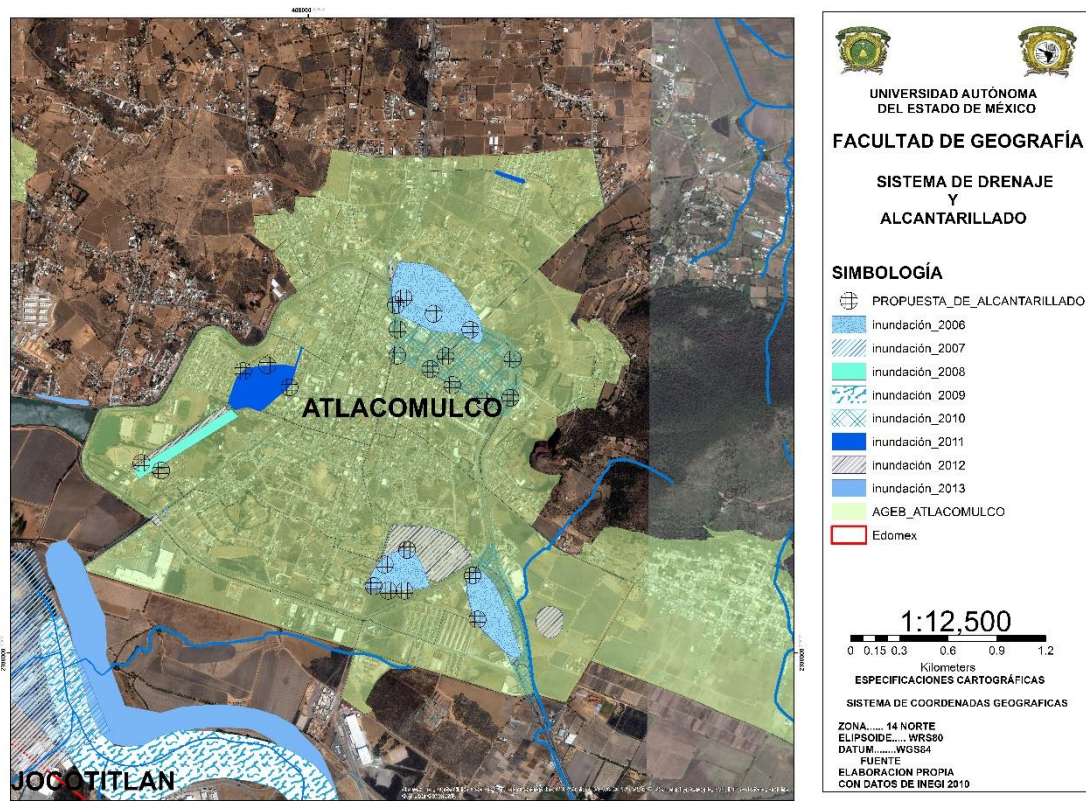 ATLACOMULCO
JOCOTITLAN
UNIVERSIDAD AUTÓNOMA
DEL ESTADO DE MÉXICO
FACULTAD DE GEOGRAFÍA
SISTEMA DE DRENAJE
Y
ALCANTARILLADO
SIMBOLOGÍA
PROPUESTA_DE_ALCANTARILLADO
inundación_2006
inundación_2007
inundación_2008
inundación_2009
inundación_2010
inundación_2011
inundación_2012
inundación_2013
AGEB_ATLACOMULCO
Edomex
1:12,500
0 0.15 0.3 0.6 0.9 1.2
Kilometers
ESPECIFICACIONES CARTOGRÁFICAS
SISTEMA DE COORDENADAS GEOGRAFICAS
ZONA...... 14 NORTE
ELIPSOIDE.... WRS80
DATUM.......WGS84
FUENTE
ELABORACION PROPIA
CON DATOS DE INEGI 2010